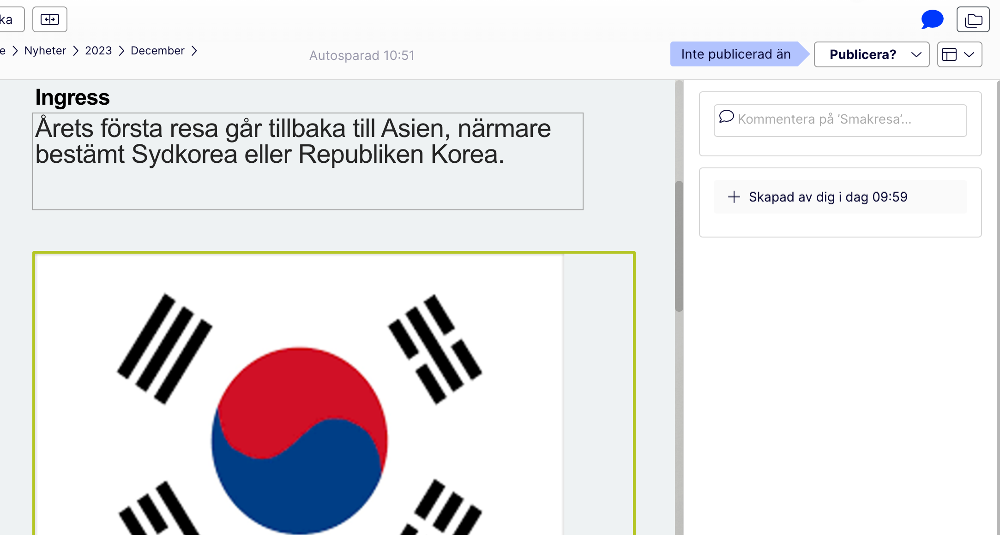 ka
e > Nyheter > 2023 > December >
Autosparad 10:51
Inte publicerad än
Publicera?
Ingress
Årets första resa går tillbaka till Asien, närmare
bestämt Sydkorea eller Republiken Korea.
Kommentera på ’Smakresa’...
+ Skapad av dig i dag 09:59